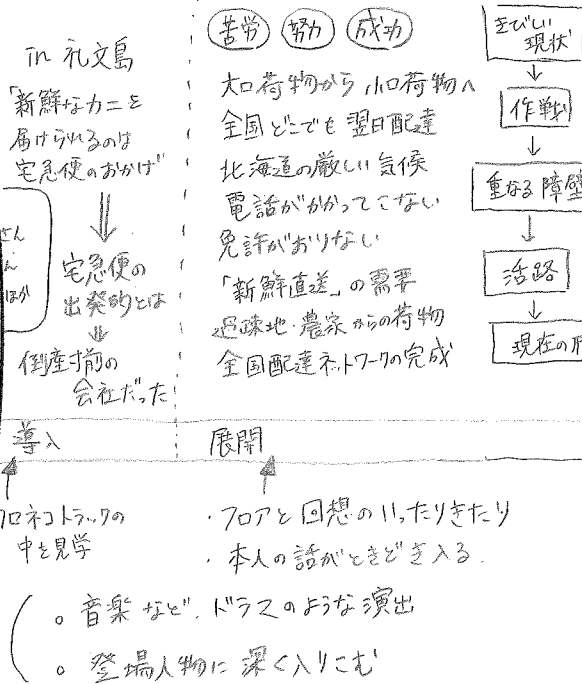 in 礼文島
「新鮮なカニを
届けられるのは
宅急便のおかげ
さん
ん
ほか
宅急便の
出発的とは
倒産寸前の
会社だった
導入
苦労 努力 成功
大口荷物から小口荷物へ
全国どこでも翌日配達
北海道の厳しい気候
電話がかかってこない
免許がおりない
「新鮮直送」の需要
過疎地・農家からの荷物
全国配達ネットワークの完成
展開
きびしい
現状
作戦
重なる障壁
活路
現在の形
クロネコトラックの
中を見学
・フロアと回想のいったりきたり
・本人の話がときどき入る
。音楽など、ドラマのような演出
。登場人物に深く入りこむ